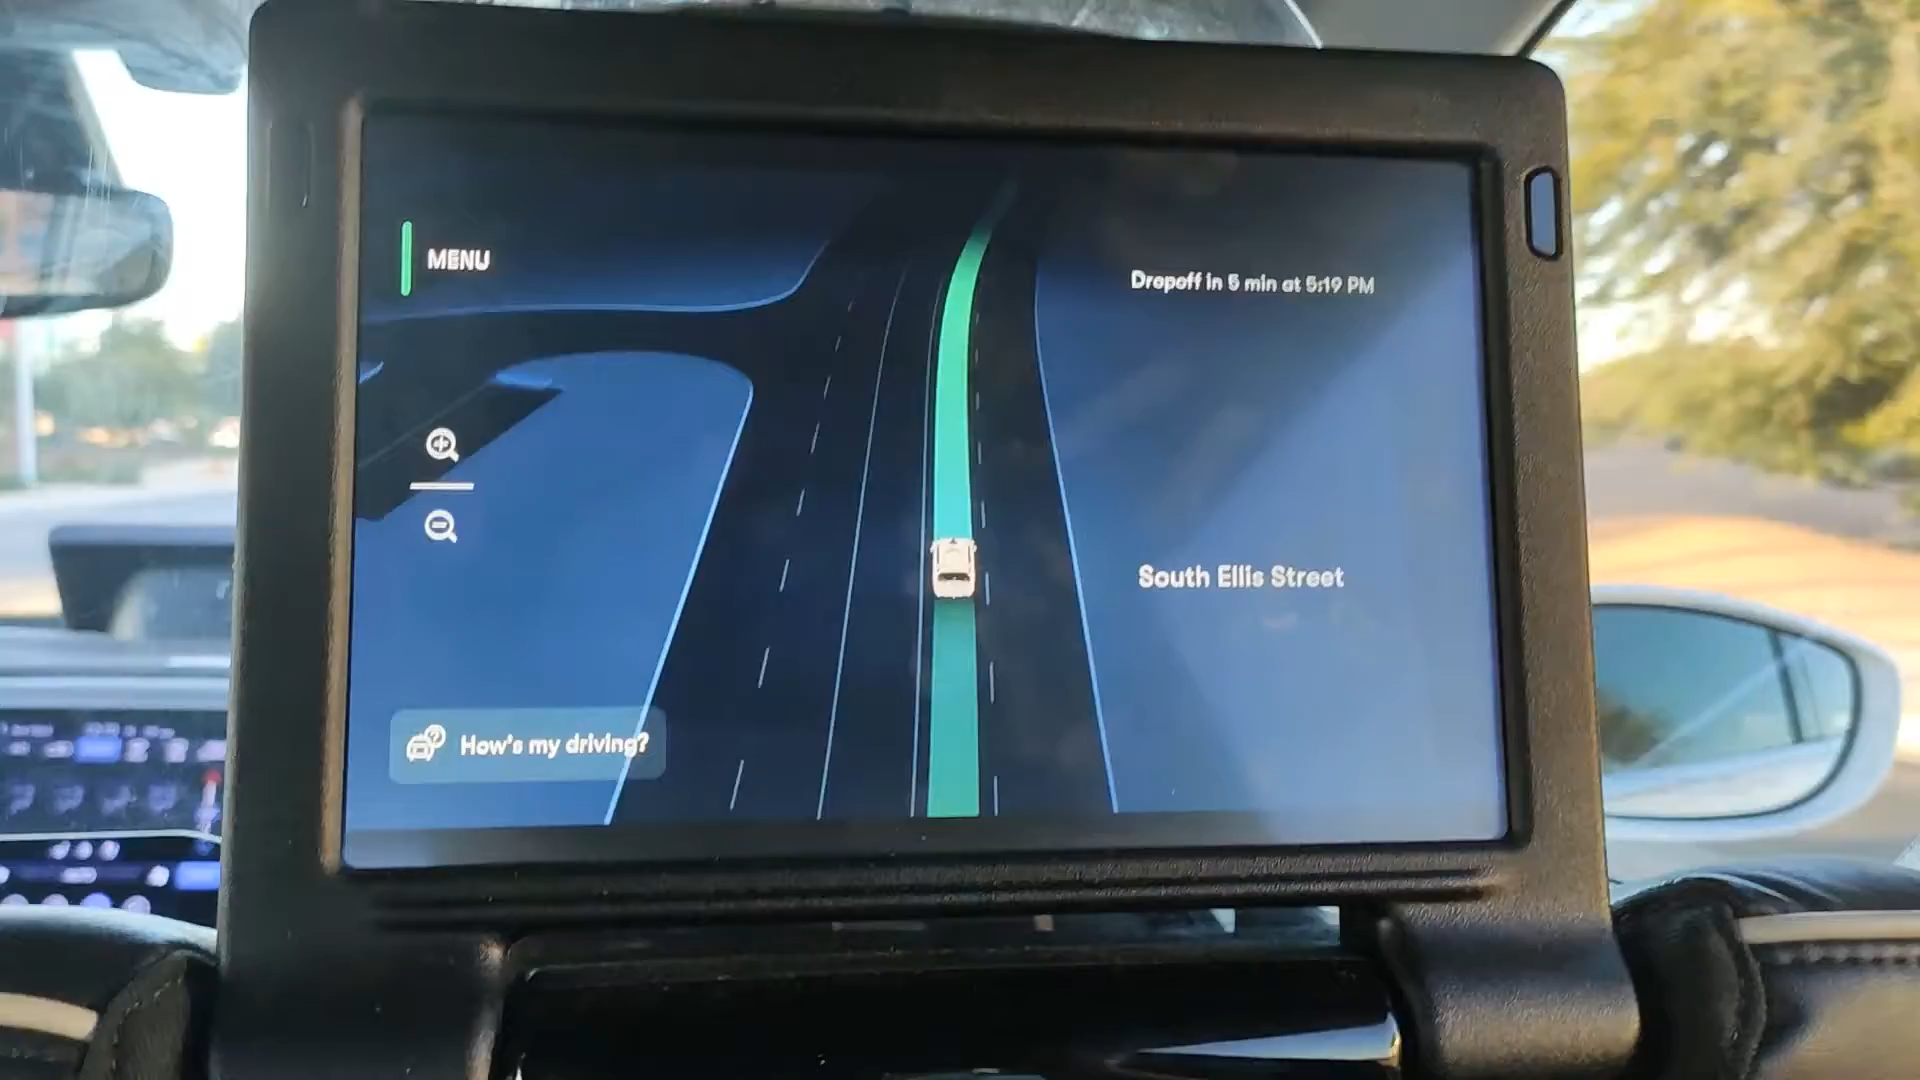 MENU
Dropoff in 5 min at 5:19 PM
South Ellis Street
How's my driving?